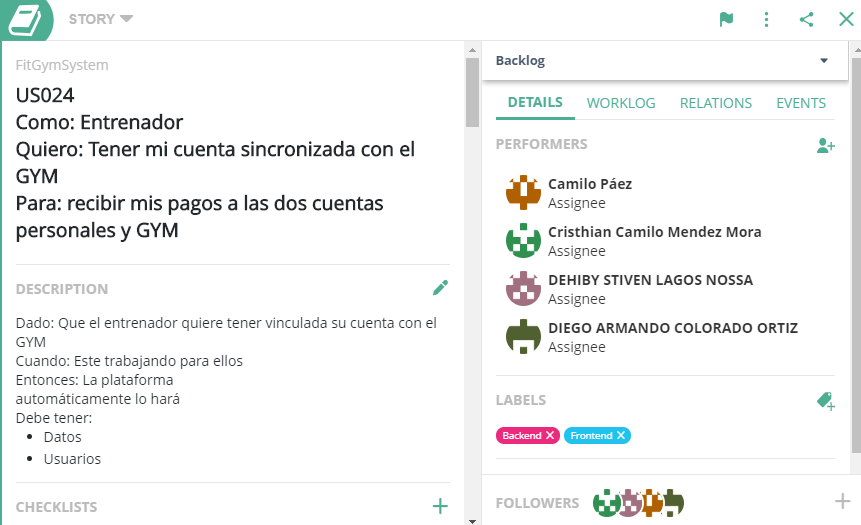 STORY
FitGymSystem
US024
Como: Entrenador
Quiero: Tener mi cuenta sincronizada con el
GYM
Para: recibir mis pagos a las dos cuentas
personales y GYM
DESCRIPTION
Dado: Que el entrenador quiere tener vinculada su cuenta con el
GYM
Cuando: Este trabajando para ellos
Entonces: La plataforma
automáticamente lo hará
Debe tener:
Datos
Usuarios
CHECKLISTS
Backlog
DETAILS WORKLOG RELATIONS EVENTS
PERFORMERS
Camilo Páez
Assignee
Cristhian Camilo Mendez Mora
Assignee
DEHIBY STIVEN LAGOS NOSSA
Assignee
DIEGO ARMANDO COLORADO ORTIZ
Assignee
LABELS
Backend Frontend
FOLLOWERS